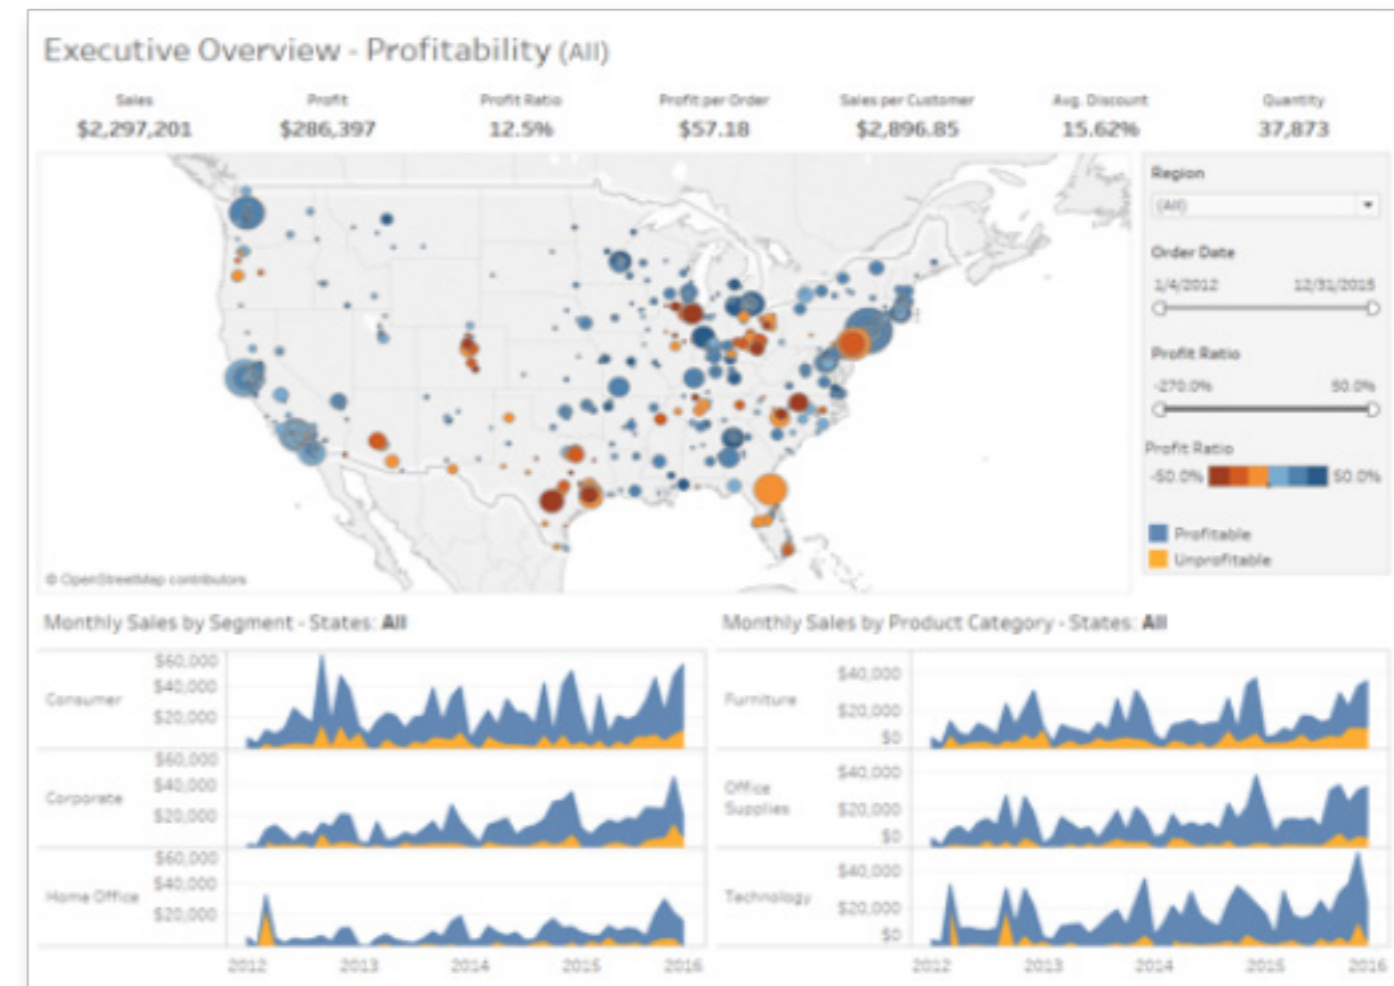 Executive Overview - Profitability (All)
Sales Profit Profit Ratio Profit per Order Sales per Customer Avg. Discount Quantity
$2,297,201 $286,397 12.5% $57.18 $2,896.85 15.62% 37,873
Region
(All)
Order Date
1/4/2012 12/31/2015
Profit Ratio
-270.0% 50.0%
Profit Ratio
-50.0% 50.0%
Profitable
Unprofitable
© OpenStreetMap contributors
Monthly Sales by Segment - States: All
$60,000
Consumer
$40,000
$20,000
$60,000
Corporate
$40,000
$20,000
$60,000
Home Office
$40,000
$20,000
2012 2013 2014 2015 2016
Monthly Sales by Product Category - States: All
$40,000
Furniture
$20,000
$0
$40,000
Office
Supplies
$20,000
$0
$40,000
Technology
$20,000
$0
2012 2013 2014 2015 2016